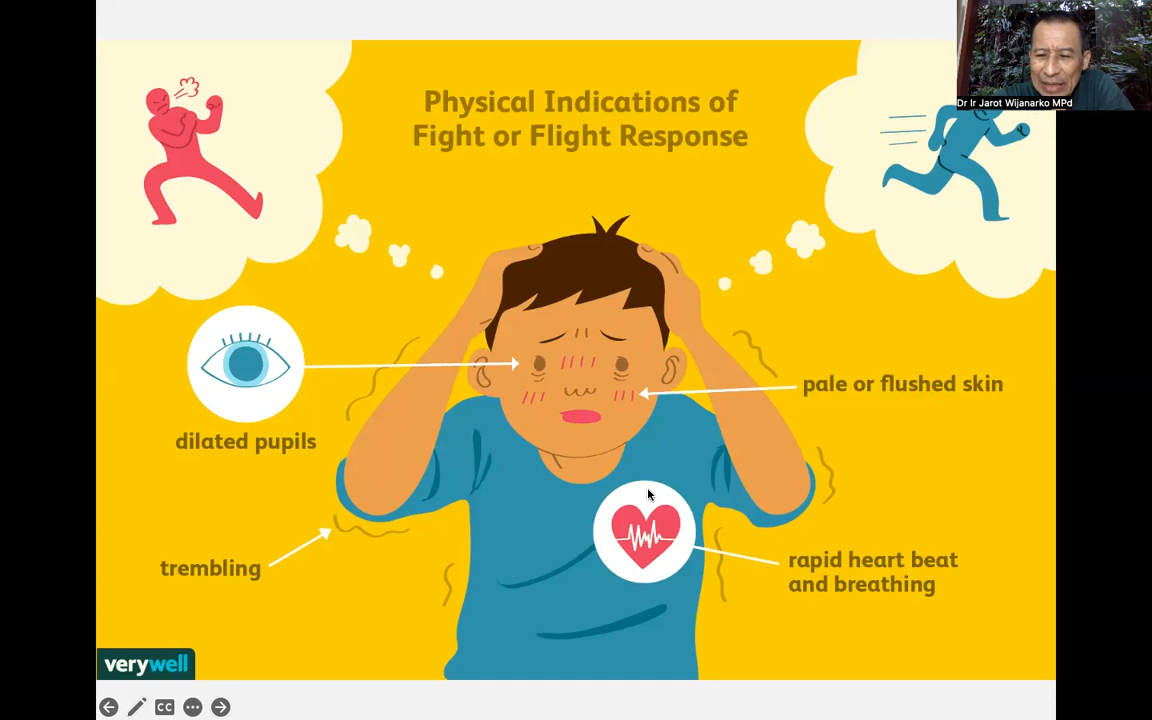 Physical Indications of
Fight or Flight Response
Dr Ir Jarot Wijanarko MPd
dilated pupils
pale or flushed skin
trembling
rapid heart beat
and breathing
verywell
CC